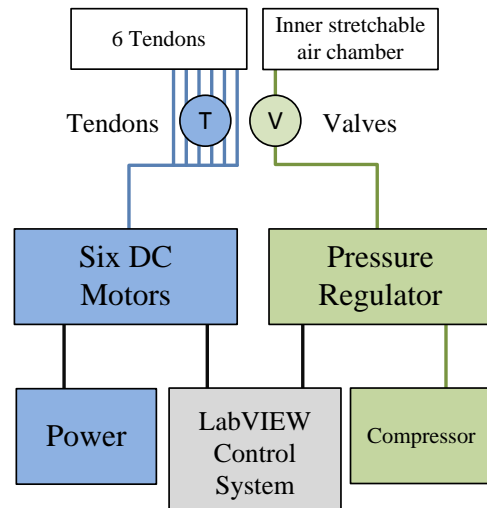 6 Tendons
Inner stretchable
air chamber
Tendons
T
V
Valves
Six DC
Motors
Pressure
Regulator
Power
LabVIEW
Control
System
Compressor